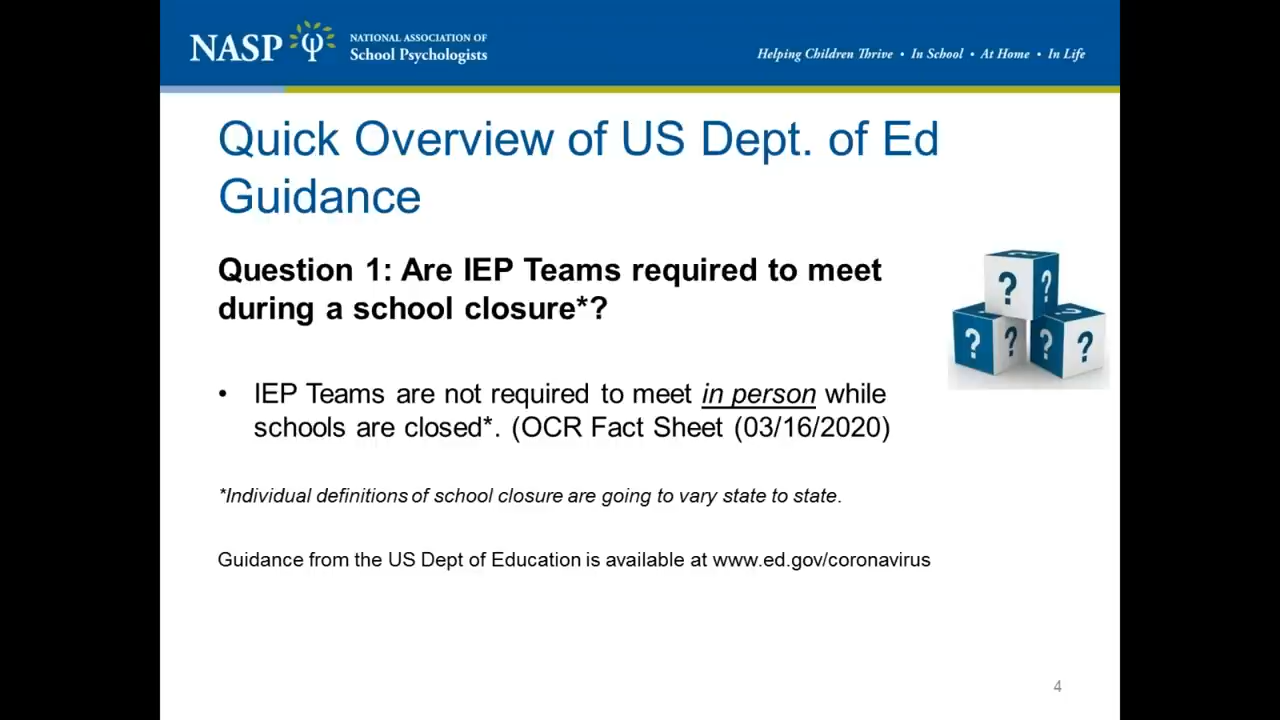 NASP
NATIONAL ASSOCIATION OF
School Psychologists
Helping Children Thrive • In School • At Home • In Life
Quick Overview of US Dept. of Ed
Guidance
Question 1: Are IEP Teams required to meet
during a school closure*?
• IEP Teams are not required to meet in person while
schools are closed*. (OCR Fact Sheet (03/16/2020)
? ?
? ? ? ?
*Individual definitions of school closure are going to vary state to state.
Guidance from the US Dept of Education is available at www.ed.gov/coronavirus
4